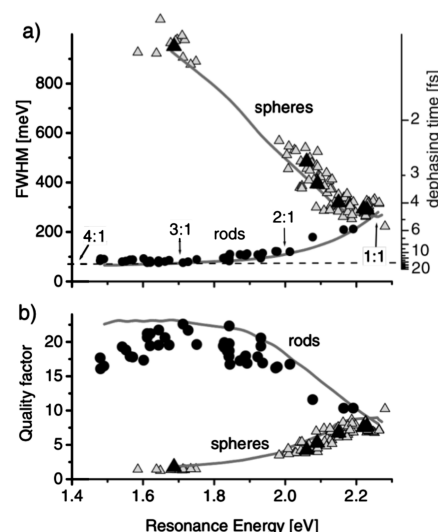 a)
800
600
400
200
0
FWHM [meV]
spheres
rods
4:1
3:1
2:1
1:1
2
3
4
6
10
20
dephasing time [fs]
b)
20
15
10
5
0
Quality factor
rods
spheres
1.4 1.6 1.8 2.0 2.2
Resonance Energy [eV]